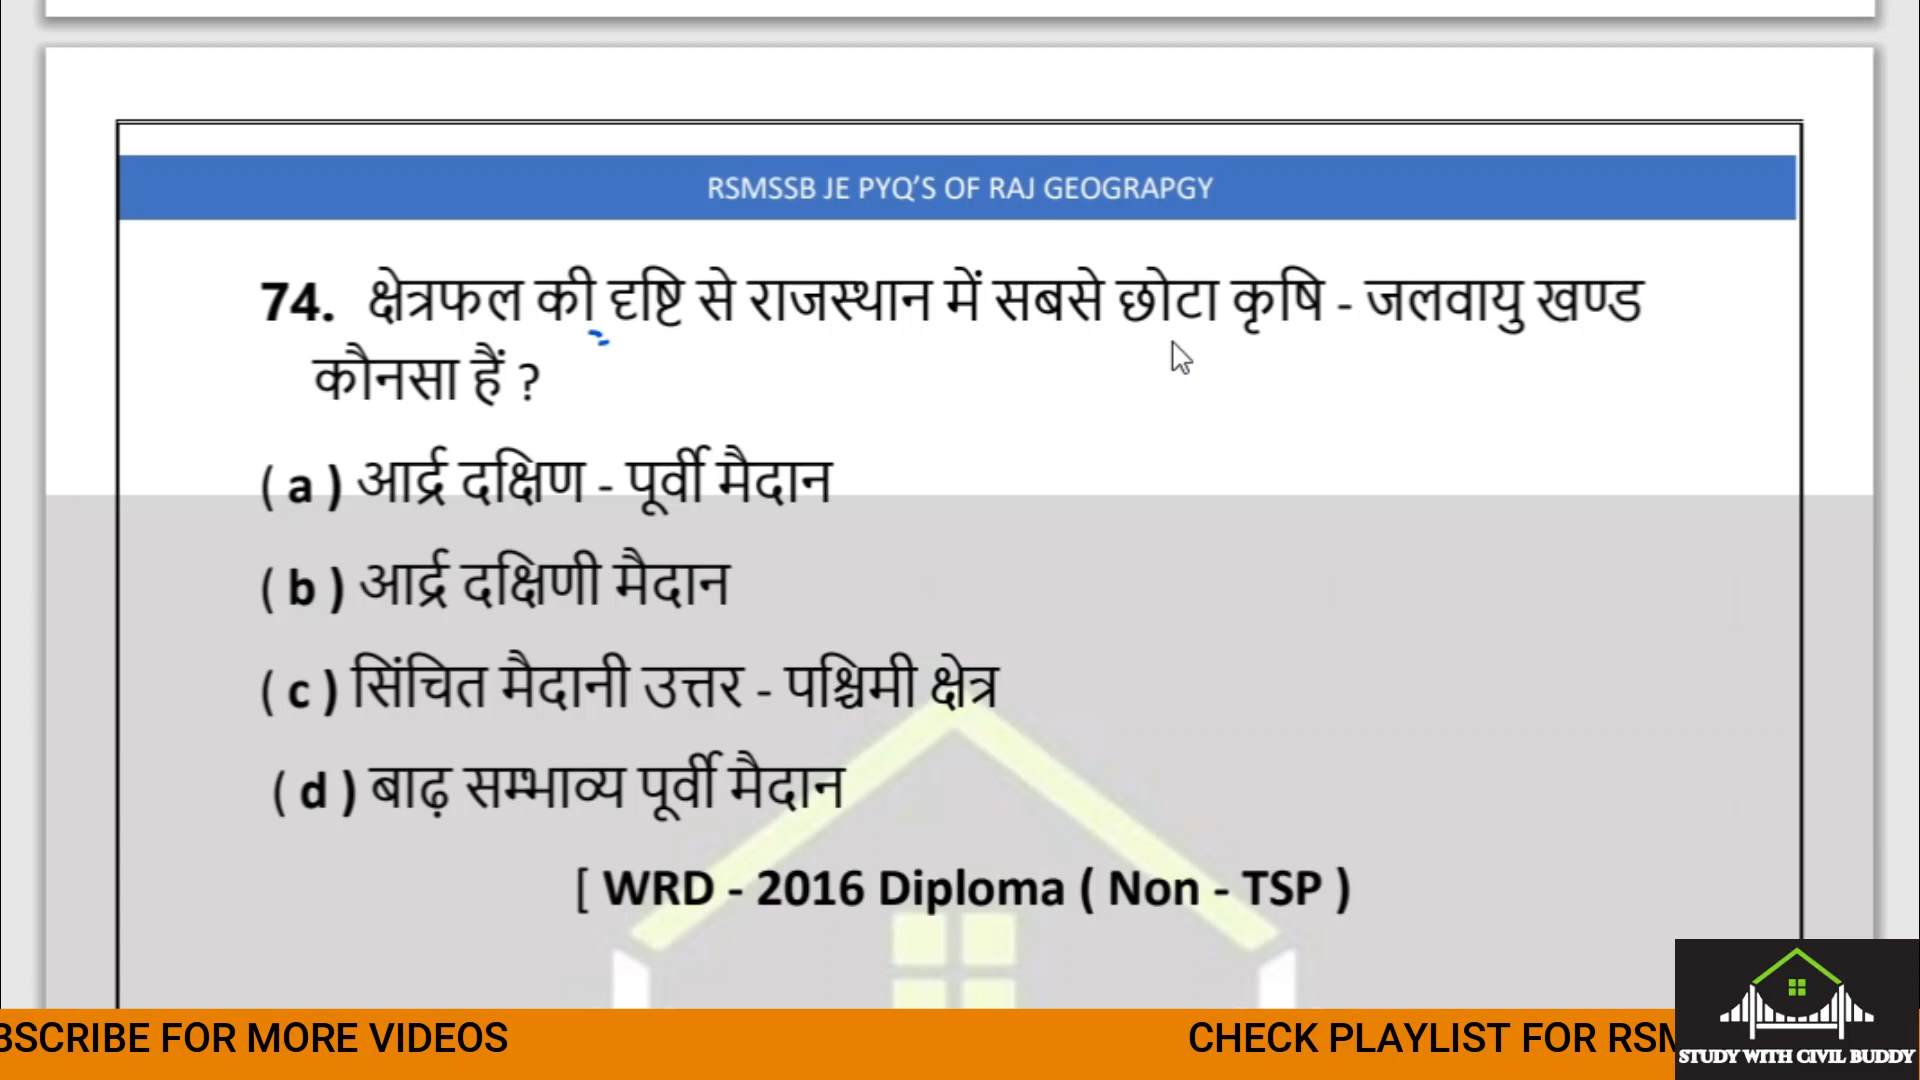 RSMSSB JE PYQ'S OF RAJ GEOGRAPGY
74. क्षेत्रफल की दृष्टि से राजस्थान में सबसे छोटा कृषि - जलवायु खण्ड
कौनसा हैं ?
( a ) आर्द्र दक्षिण - पूर्वी मैदान
( b ) आर्द्र दक्षिणी मैदान
( c ) सिंचित मैदानी उत्तर - पश्चिमी क्षेत्र
( d ) बाढ़ सम्भाव्य पूर्वी मैदान
[ WRD - 2016 Diploma ( Non - TSP )
BSCRIBE FOR MORE VIDEOS CHECK PLAYLIST FOR RSM
STUDY WITH CIVIL BUDDY